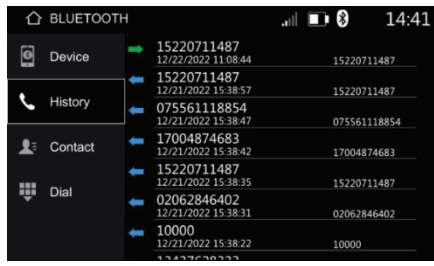 BLUETOOTH 14:41
Device
History
Contact
Dial
15220711487
12/22/2022 11:08:44 15220711487
15220711487
12/21/2022 15:38:57 15220711487
075561118854
12/21/2022 15:38:47 075561118854
17004874683
12/21/2022 15:38:42 17004874683
15220711487
12/21/2022 15:38:35 15220711487
02062846402
12/21/2022 15:38:31 02062846402
10000
12/21/2022 15:38:22 10000